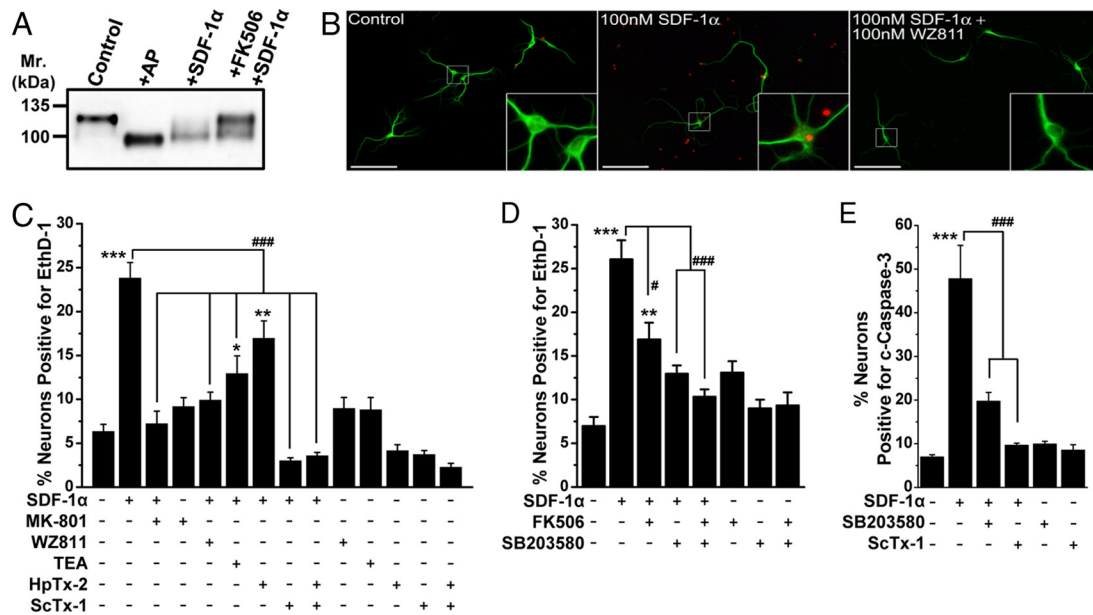 A
Mr.
(kDa)
Control
+AP
+SDF-1α
+FK506
+SDF-1α
135
100
B
Control
100nM SDF-1α
100nM SDF-1α +
100nM WZ811
C
% Neurons Positive for EthD-1
30
25
20
15
10
5
0
***
###
*
**
SDF-1α - + + - + + + + + - - - - -
MK-801 - - + + - - - - - - - - - -
WZ811 - - - - + - - - - + - - - -
TEA - - - - - + - - - - + - - -
HpTx-2 - - - - - - + - + - - + - +
ScTx-1 - - - - - - - + + - - - + +
D
% Neurons Positive for EthD-1
30
25
20
15
10
5
0
***
###
#
**
SDF-1α - + + + + - - -
FK506 - - + - + + - +
SB203580 - - - + + - + +
E
% Neurons
Positive for c-Caspase-3
60
50
40
30
20
10
0
***
###
SDF-1α - + + + - -
SB203580 - - + - + -
ScTx-1 - - - + - +